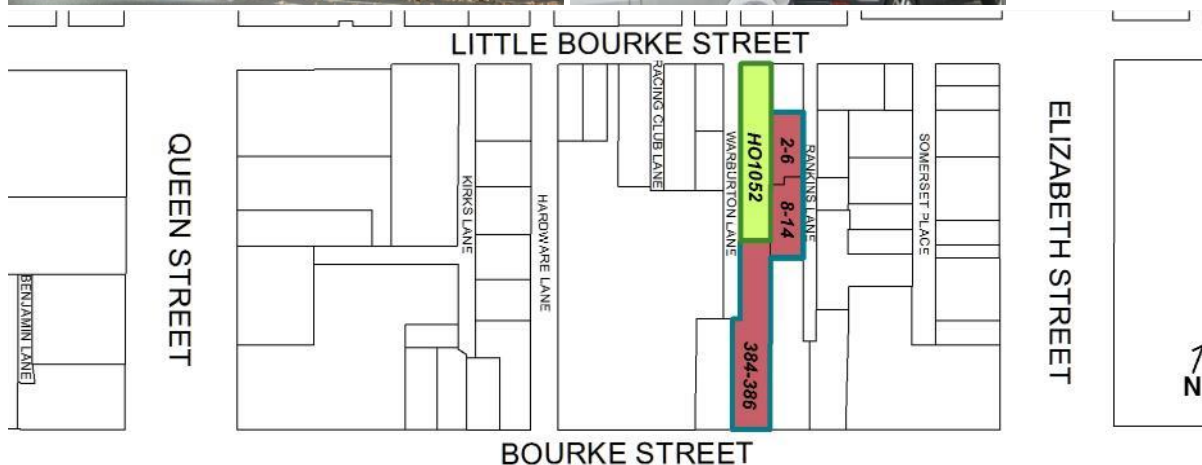 LITTLE BOURKE STREET
QUEEN STREET
BENJAMIN LANE
KIRKS LANE
HARDWARE LANE
RACING CLUB LANE
WARBURTON LANE
HO1052
2-6
8-14
384-386
RANKINS LANE
SOMERSET PLACE
ELIZABETH STREET
N
BOURKE STREET